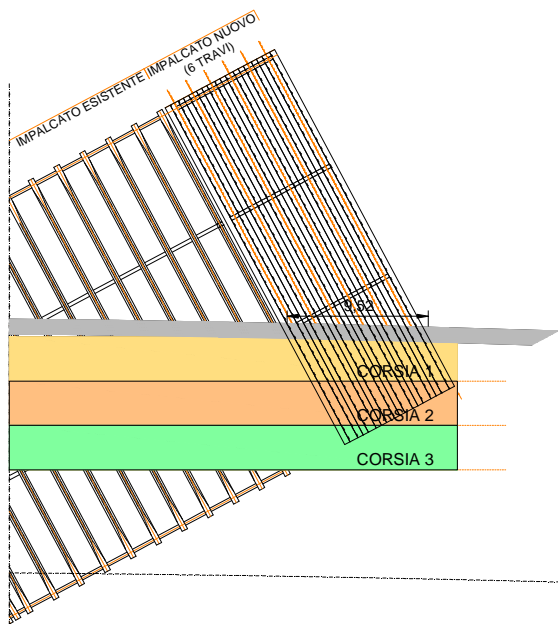 IMPALCATO ESISTENTE
IMPALCATO NUOVO
(6 TRAVI)
9.52
CORSIA 1
CORSIA 2
CORSIA 3